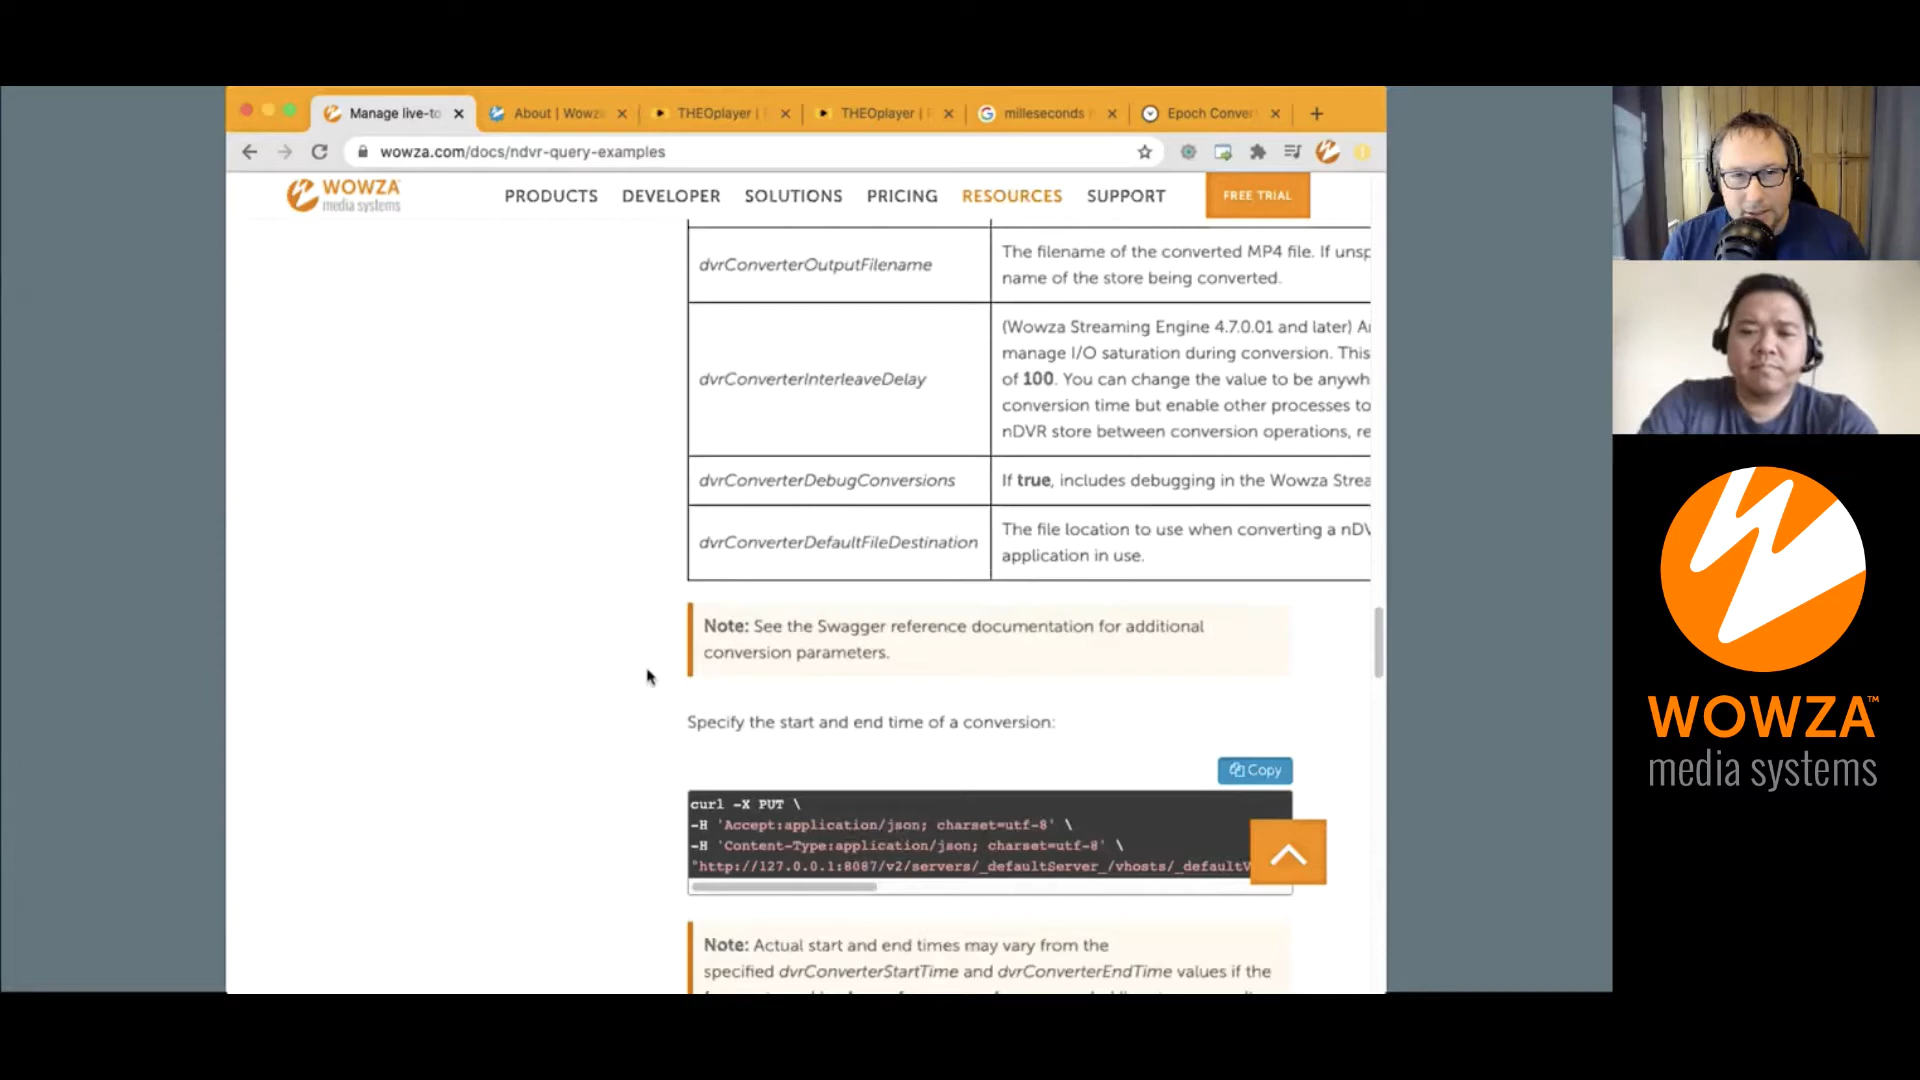 Manage live-to
About | Wowz
THEOplayer |
THEOplayer |
milleseconds
Epoch Conver
wowza.com/docs/ndvr-query-examples
WOWZA
media systems
PRODUCTS
DEVELOPER
SOLUTIONS
PRICING
RESOURCES
SUPPORT
FREE TRIAL
dvrConverterOutputFilename
The filename of the converted MP4 file. If unsp
name of the store being converted.
dvrConverterInterleaveDelay
(Wowza Streaming Engine 4.7.0.01 and later) A
manage I/O saturation during conversion. This
of 100. You can change the value to be anywh
conversion time but enable other processes to
nDVR store between conversion operations, re
dvrConverterDebugConversions
If true, includes debugging in the Wowza Strea
dvrConverterDefaultFileDestination
The file location to use when converting a nDV
application in use.
Note: See the Swagger reference documentation for additional
conversion parameters.
Specify the start and end time of a conversion:
Copy
curl -X PUT \
-H 'Accept:application/json; charset=utf-8' \
-H 'Content-Type:application/json; charset=utf-8' \
"http://127.0.0.1:8087/v2/servers/_defaultServer_/vhosts/_defaultV
Note: Actual start and end times may vary from the
specified dvrConverterStartTime and dvrConverterEndTime values if the
WOWZA™
media systems